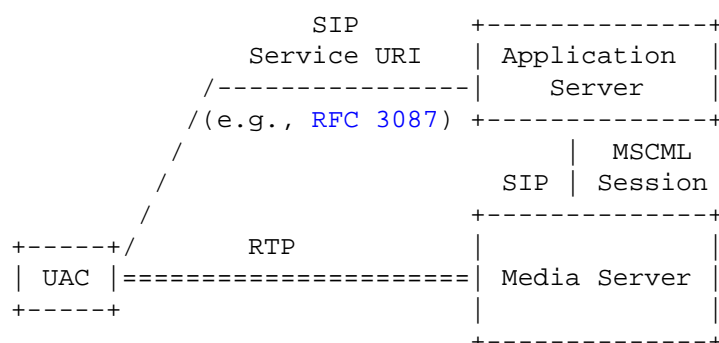 SIP
Service URI | Application |
/----------------| Server |
/(e.g., RFC 3087) +--------------+
/ | MSCML
/ SIP | Session
/ +--------------+
+-----+/ RTP | |
| UAC |======================| Media Server |
+-----+ | |
+--------------+